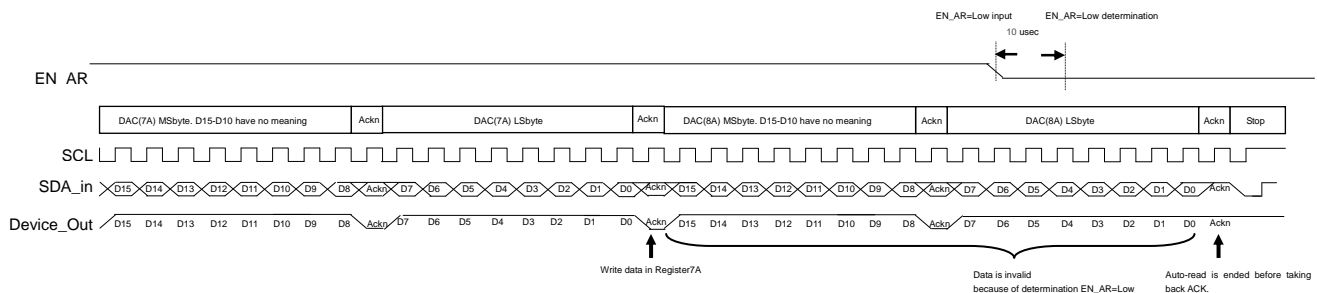 EN_AR=Low input EN_AR=Low determination
10 usec
EN AR
DAC(7A) MSbyte. D15-D10 have no meaning Ackn DAC(7A) LSbyte Ackn DAC(8A) MSbyte. D15-D10 have no meaning Ackn DAC(8A) LSbyte Ackn Stop
SCL
SDA_in D15 D14 D13 D12 D11 D10 D9 D8 Ackn D7 D6 D5 D4 D3 D2 D1 D0 Ackn D15 D14 D13 D12 D11 D10 D9 D8 Ackn D7 D6 D5 D4 D3 D2 D1 D0 Ackn
Device_Out D15 D14 D13 D12 D11 D10 D9 D8 Ackn D7 D6 D5 D4 D3 D2 D1 D0 Ackn D15 D14 D13 D12 D11 D10 D9 D8 Ackn D7 D6 D5 D4 D3 D2 D1 D0 Ackn
Write data in Register7A
Data is invalid
because of determination EN_AR=Low
Auto-read is ended before taking
back ACK.